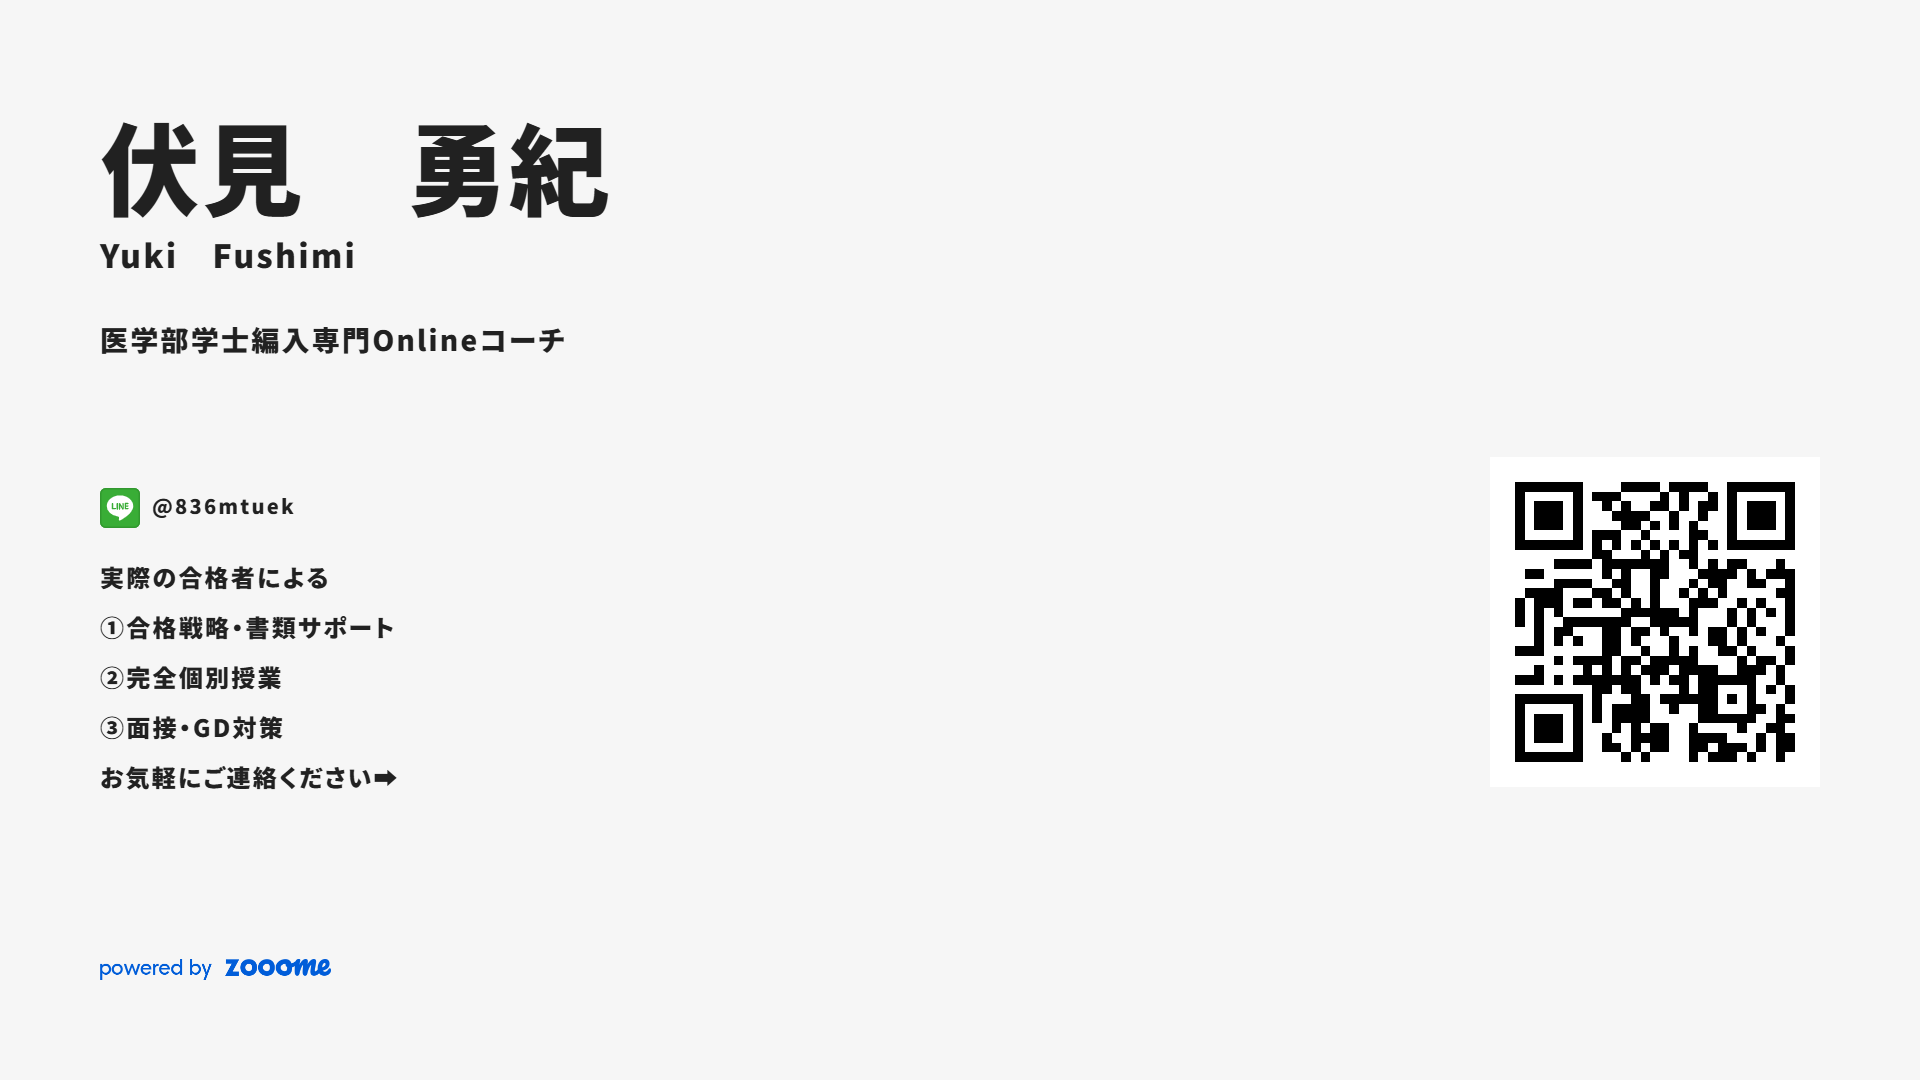 伏見　勇紀
Yuki　Fushimi
医学部学士編入専門Onlineコーチ
LINE @836mtuek
実際の合格者による
①合格戦略・書類サポート
②完全個別授業
③面接・GD対策
お気軽にご連絡ください➡
powered by zooome